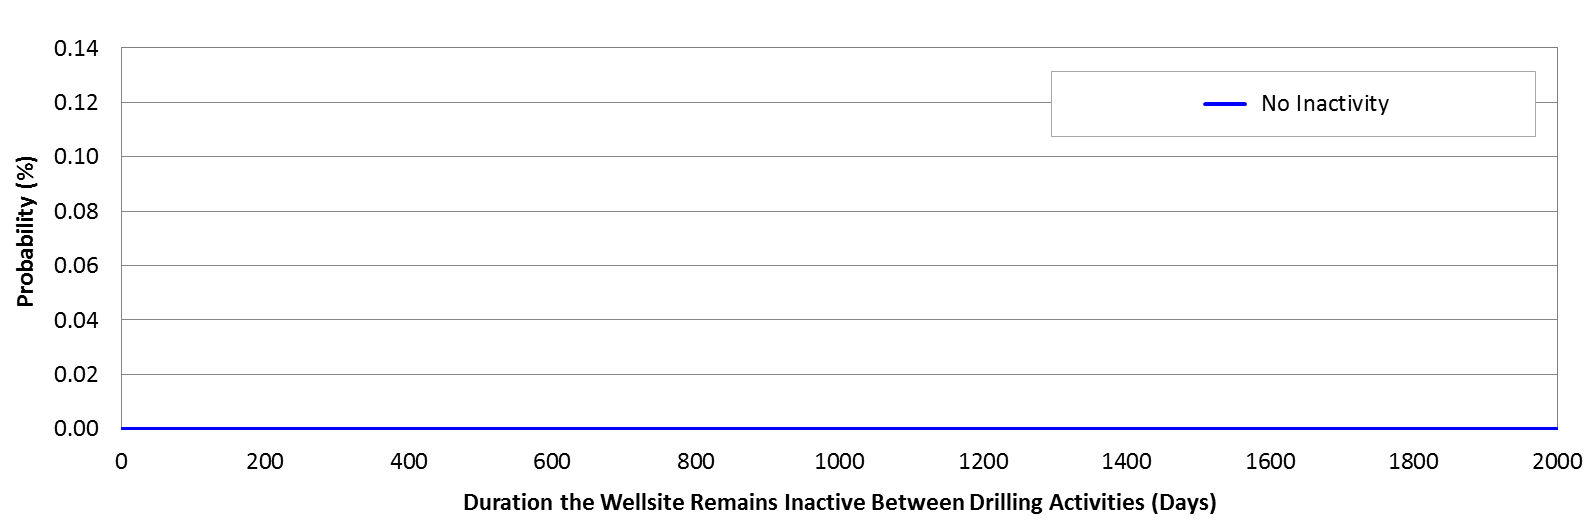 0.14
0.12
0.10
0.08
0.06
0.04
0.02
0.00
Probability (%)
No Inactivity
0 200 400 600 800 1000 1200 1400 1600 1800 2000
Duration the Wellsite Remains Inactive Between Drilling Activities (Days)